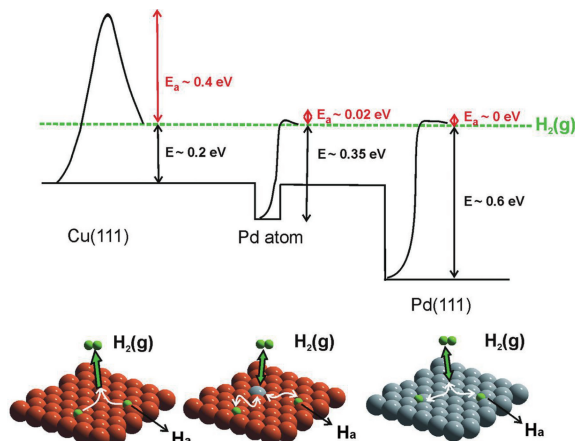 Eₐ ~ 0.4 eV
Eₐ ~ 0.02 eV
Eₐ ~ 0 eV
H₂(g)
E~ 0.2 eV
E~ 0.35 eV
E~ 0.6 eV
Cu(111)
Pd atom
Pd(111)
H₂(g)
H₂(g)
H₂(g)
Hₐ
Hₐ
Hₐ